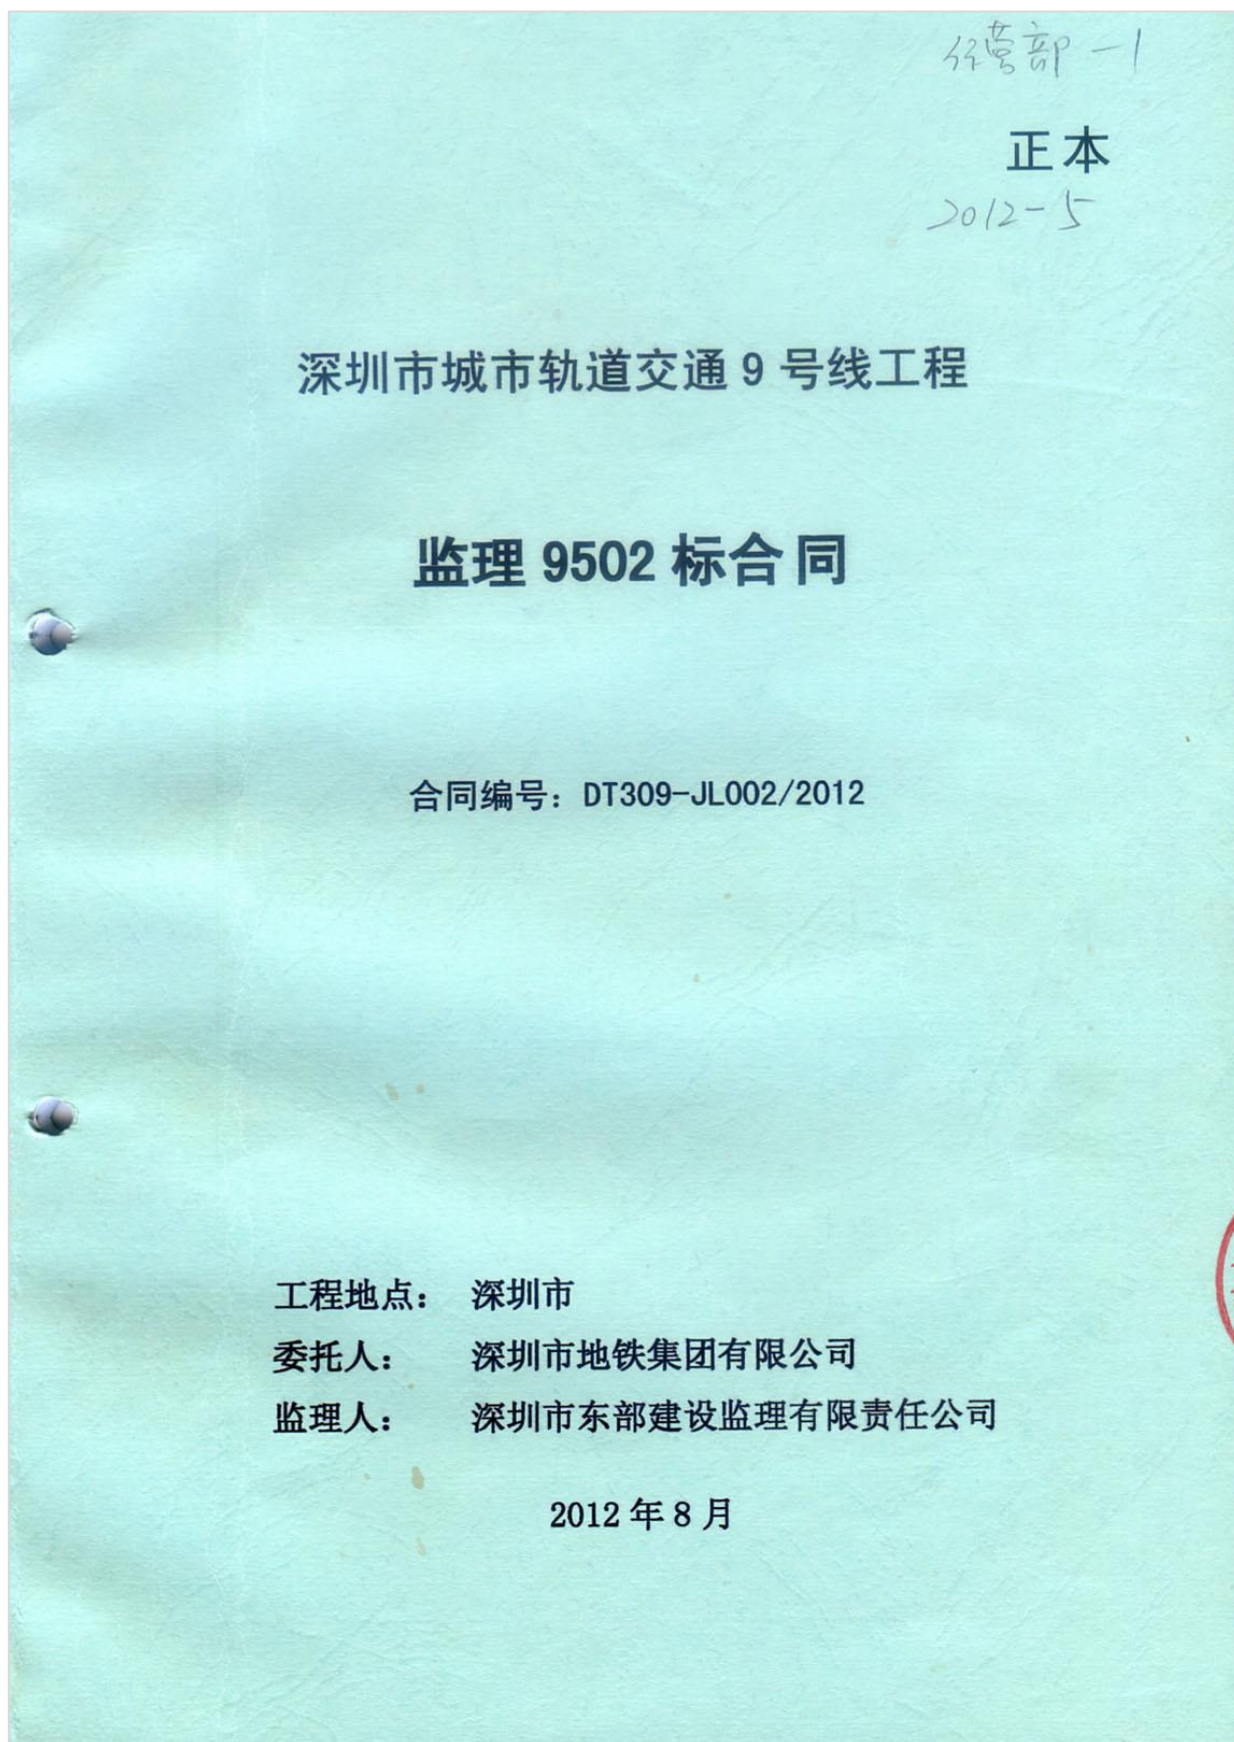 经营部-1
正本
2012-5
深圳市城市轨道交通9号线工程
监理9502标合同
合同编号：DT309-JL002/2012
工程地点： 深圳市
委托人： 深圳市地铁集团有限公司
监理人： 深圳市东部建设监理有限责任公司
2012年8月